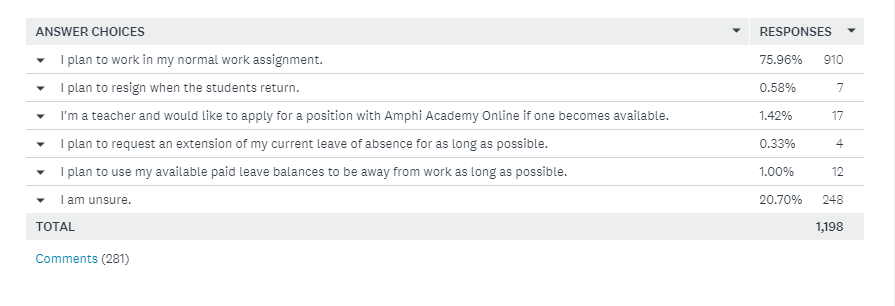 ANSWER CHOICES RESPONSES
I plan to work in my normal work assignment. 75.96% 910
I plan to resign when the students return. 0.58% 7
I'm a teacher and would like to apply for a position with Amphi Academy Online if one becomes available. 1.42% 17
I plan to request an extension of my current leave of absence for as long as possible. 0.33% 4
I plan to use my available paid leave balances to be away from work as long as possible. 1.00% 12
I am unsure. 20.70% 248
TOTAL 1,198
Comments (281)